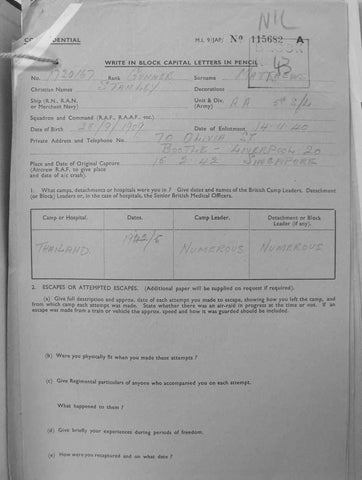 NIL
CONFIDENTIAL M.I. 9/JAP/ No 115682 A
WRITE IN BLOCK CAPITAL LETTERS IN PENCIL 43
No. 1720167 Rank GUNNER Surname MATTHEWS
Christian Names STANLEY Decorations
Ship (R.N., R.A.N. or Merchant Navy) Unit & Div. (Army) A.A
Squadron and Command (R.A.F., R.A.A.F., etc.)
Date of Birth 28/9/1909 Date of Enlistment 14-11-40
Private Address and Telephone No. 70 OLIVIA ST
BOOTLE - LIVERPOOL 20
Place and Date of Original Capture 15-2-42 SINGAPORE
(Aircrew R.A.F. to give place
and date of a/c crash).
1. What camps, detachments or hospitals were you in? Give dates and names of the British Camp Leaders. Detachment
(or Block) Leaders or, in the case of hospitals, the Senior British Medical Officers.
Camp or Hospital. Dates. Camp Leader. Detachment or Block
Leader (if any).
THAILAND 1942/5 NUMEROUS NUMEROUS
2. ESCAPES OR ATTEMPTED ESCAPES. (Additional paper will be supplied on request if required).
(a) Give full description and approx. date of each attempt you made to escape, showing how you left the camp, and
from which camp each attempt was made. State whether there was an air-raid in progress at the time or not. If an
escape was made from a train or vehicle the approx. speed and how it was guarded should be included.
(b) Were you physically fit when you made these attempts?
(c) Give Regimental particulars of anyone who accompanied you on each attempt.
What happened to them?
(d) Give briefly your experiences during periods of freedom.
(e) How were you recaptured and on what date?